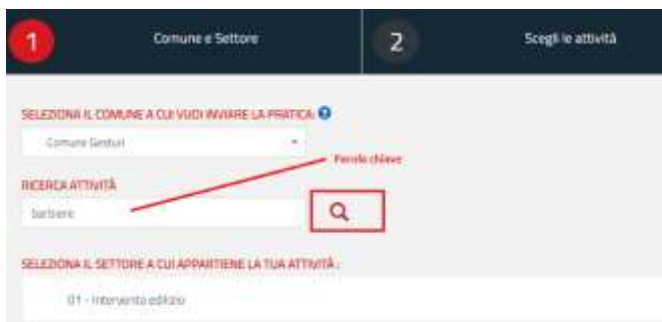 1 Comune e Settore 2 Scegli le attività
SELEZIONA IL COMUNE A CUI VUOI INVIARE LA PRATICA: ?
Comune Gesturi
Parola chiave
RICERCA ATTIVITÀ
barbiere
SELEZIONA IL SETTORE A CUI APPARTIENE LA TUA ATTIVITÀ :
01 - Intervento edilizio